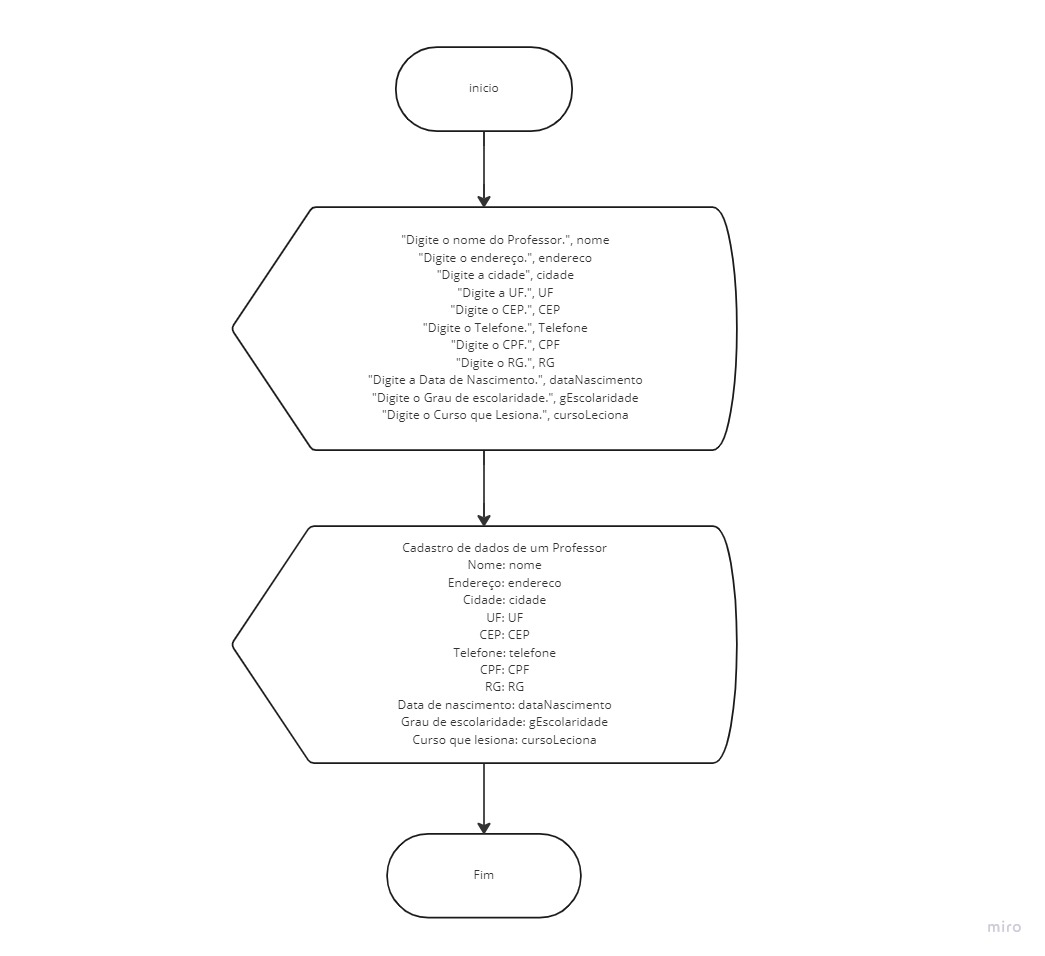 inicio
"Digite o nome do Professor.", nome
"Digite o endereço.", endereco
"Digite a cidade", cidade
"Digite a UF.", UF
"Digite o CEP.", CEP
"Digite o Telefone.", Telefone
"Digite o CPF.", CPF
"Digite o RG.", RG
"Digite a Data de Nascimento.", dataNascimento
"Digite o Grau de escolaridade.", gEscolaridade
"Digite o Curso que Lesiona.", cursoLeciona
Cadastro de dados de um Professor
Nome: nome
Endereço: endereco
Cidade: cidade
UF: UF
CEP: CEP
Telefone: telefone
CPF: CPF
RG: RG
Data de nascimento: dataNascimento
Grau de escolaridade: gEscolaridade
Curso que lesiona: cursoLeciona
Fim
miro